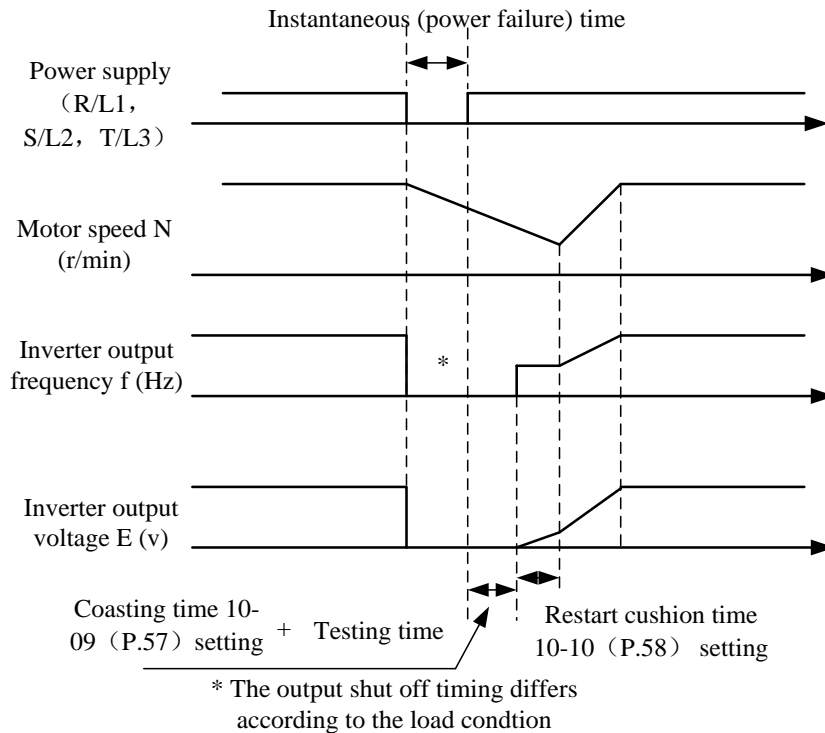 Instantaneous (power failure) time
Power supply
（R/L1，
S/L2，T/L3）
Motor speed N
(r/min)
Inverter output
frequency f (Hz)
*
Inverter output
voltage E (v)
Coasting time 10-
09（P.57）setting
+
Testing time
Restart cushion time
10-10（P.58） setting
* The output shut off timing differs
according to the load condtion